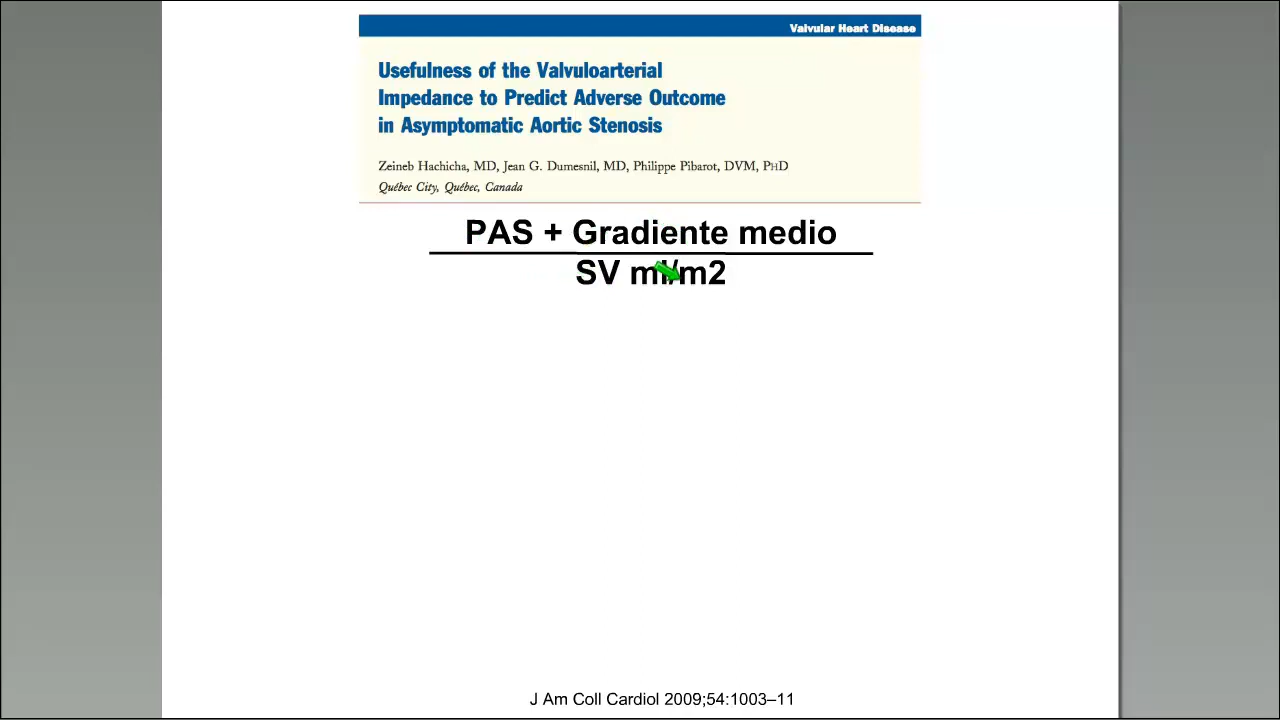 Valvular Heart Disease
Usefulness of the Valvuloarterial
Impedance to Predict Adverse Outcome
in Asymptomatic Aortic Stenosis
Zeineb Hachicha, MD, Jean G. Dumesnil, MD, Philippe Pibarot, DVM, PHD
Québec City, Québec, Canada
PAS + Gradiente medio
SV ml/m2
J Am Coll Cardiol 2009;54:1003–11